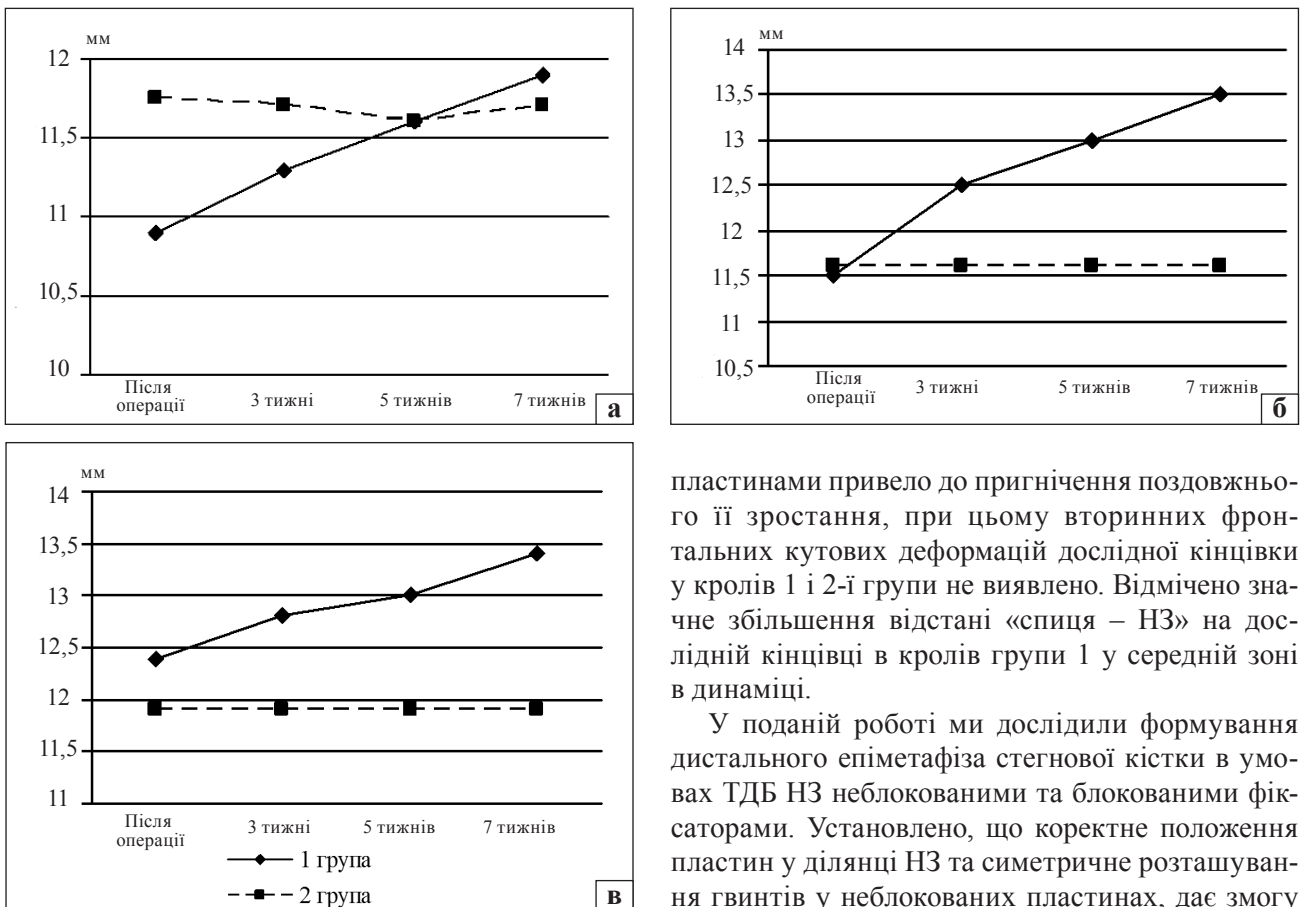 мм
12
11,5
11
10,5
10
Після
операції
3 тижні
5 тижнів
7 тижнів
а
мм
14
13,5
13
12,5
12
11,5
11
10,5
Після
операції
3 тижні
5 тижнів
7 тижнів
б
мм
14
13,5
13
12,5
12
11,5
11
Після
операції
3 тижні
5 тижнів
7 тижнів
1 група
2 група
в
пластинами привело до пригнічення поздовжньо-
го її зростання, при цьому вторинних фрон-
тальних кутових деформацій дослідної кінцівки
у кролів 1 і 2-ї групи не виявлено. Відмічено зна-
чне збільшення відстані «спиця – НЗ» на дос-
лідній кінцівці в кролів групи 1 у середній зоні
в динаміці.
У поданій роботі ми дослідили формування
дистального епіметафіза стегнової кістки в умо-
вах ТДБ НЗ неблокованими та блокованими фік-
саторами. Установлено, що коректне положення
пластин у ділянці НЗ та симетричне розташуван-
ня гвинтів у неблокованих пластинах, дає змогу